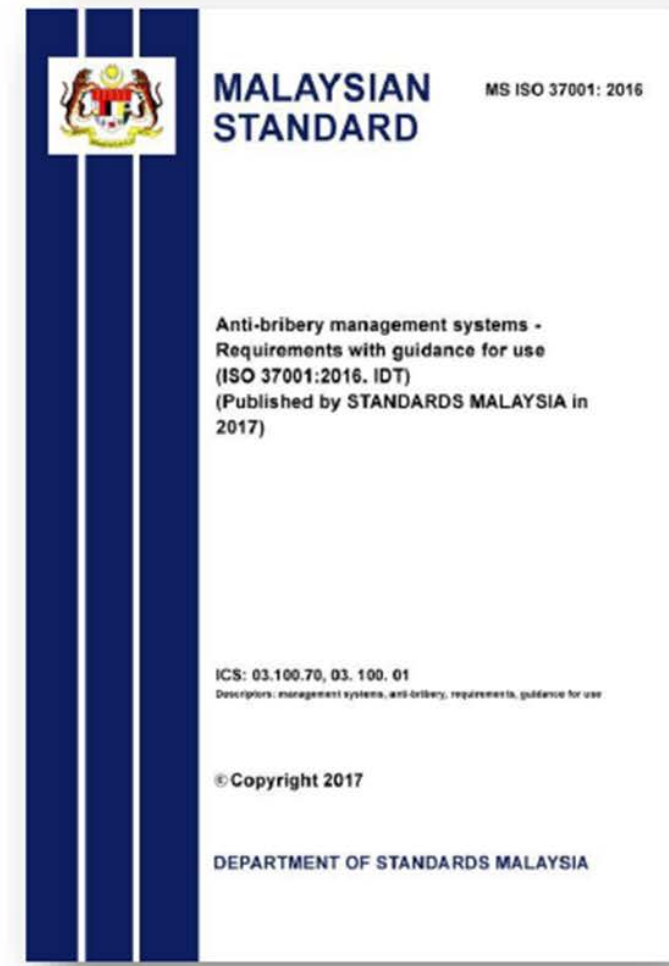 MALAYSIAN
STANDARD
MS ISO 37001: 2016
Anti-bribery management systems -
Requirements with guidance for use
(ISO 37001:2016. IDT)
(Published by STANDARDS MALAYSIA in
2017)
ICS: 03.100.70, 03. 100. 01
Descriptors: management systems, anti-bribery, requirements, guidance for use
©Copyright 2017
DEPARTMENT OF STANDARDS MALAYSIA